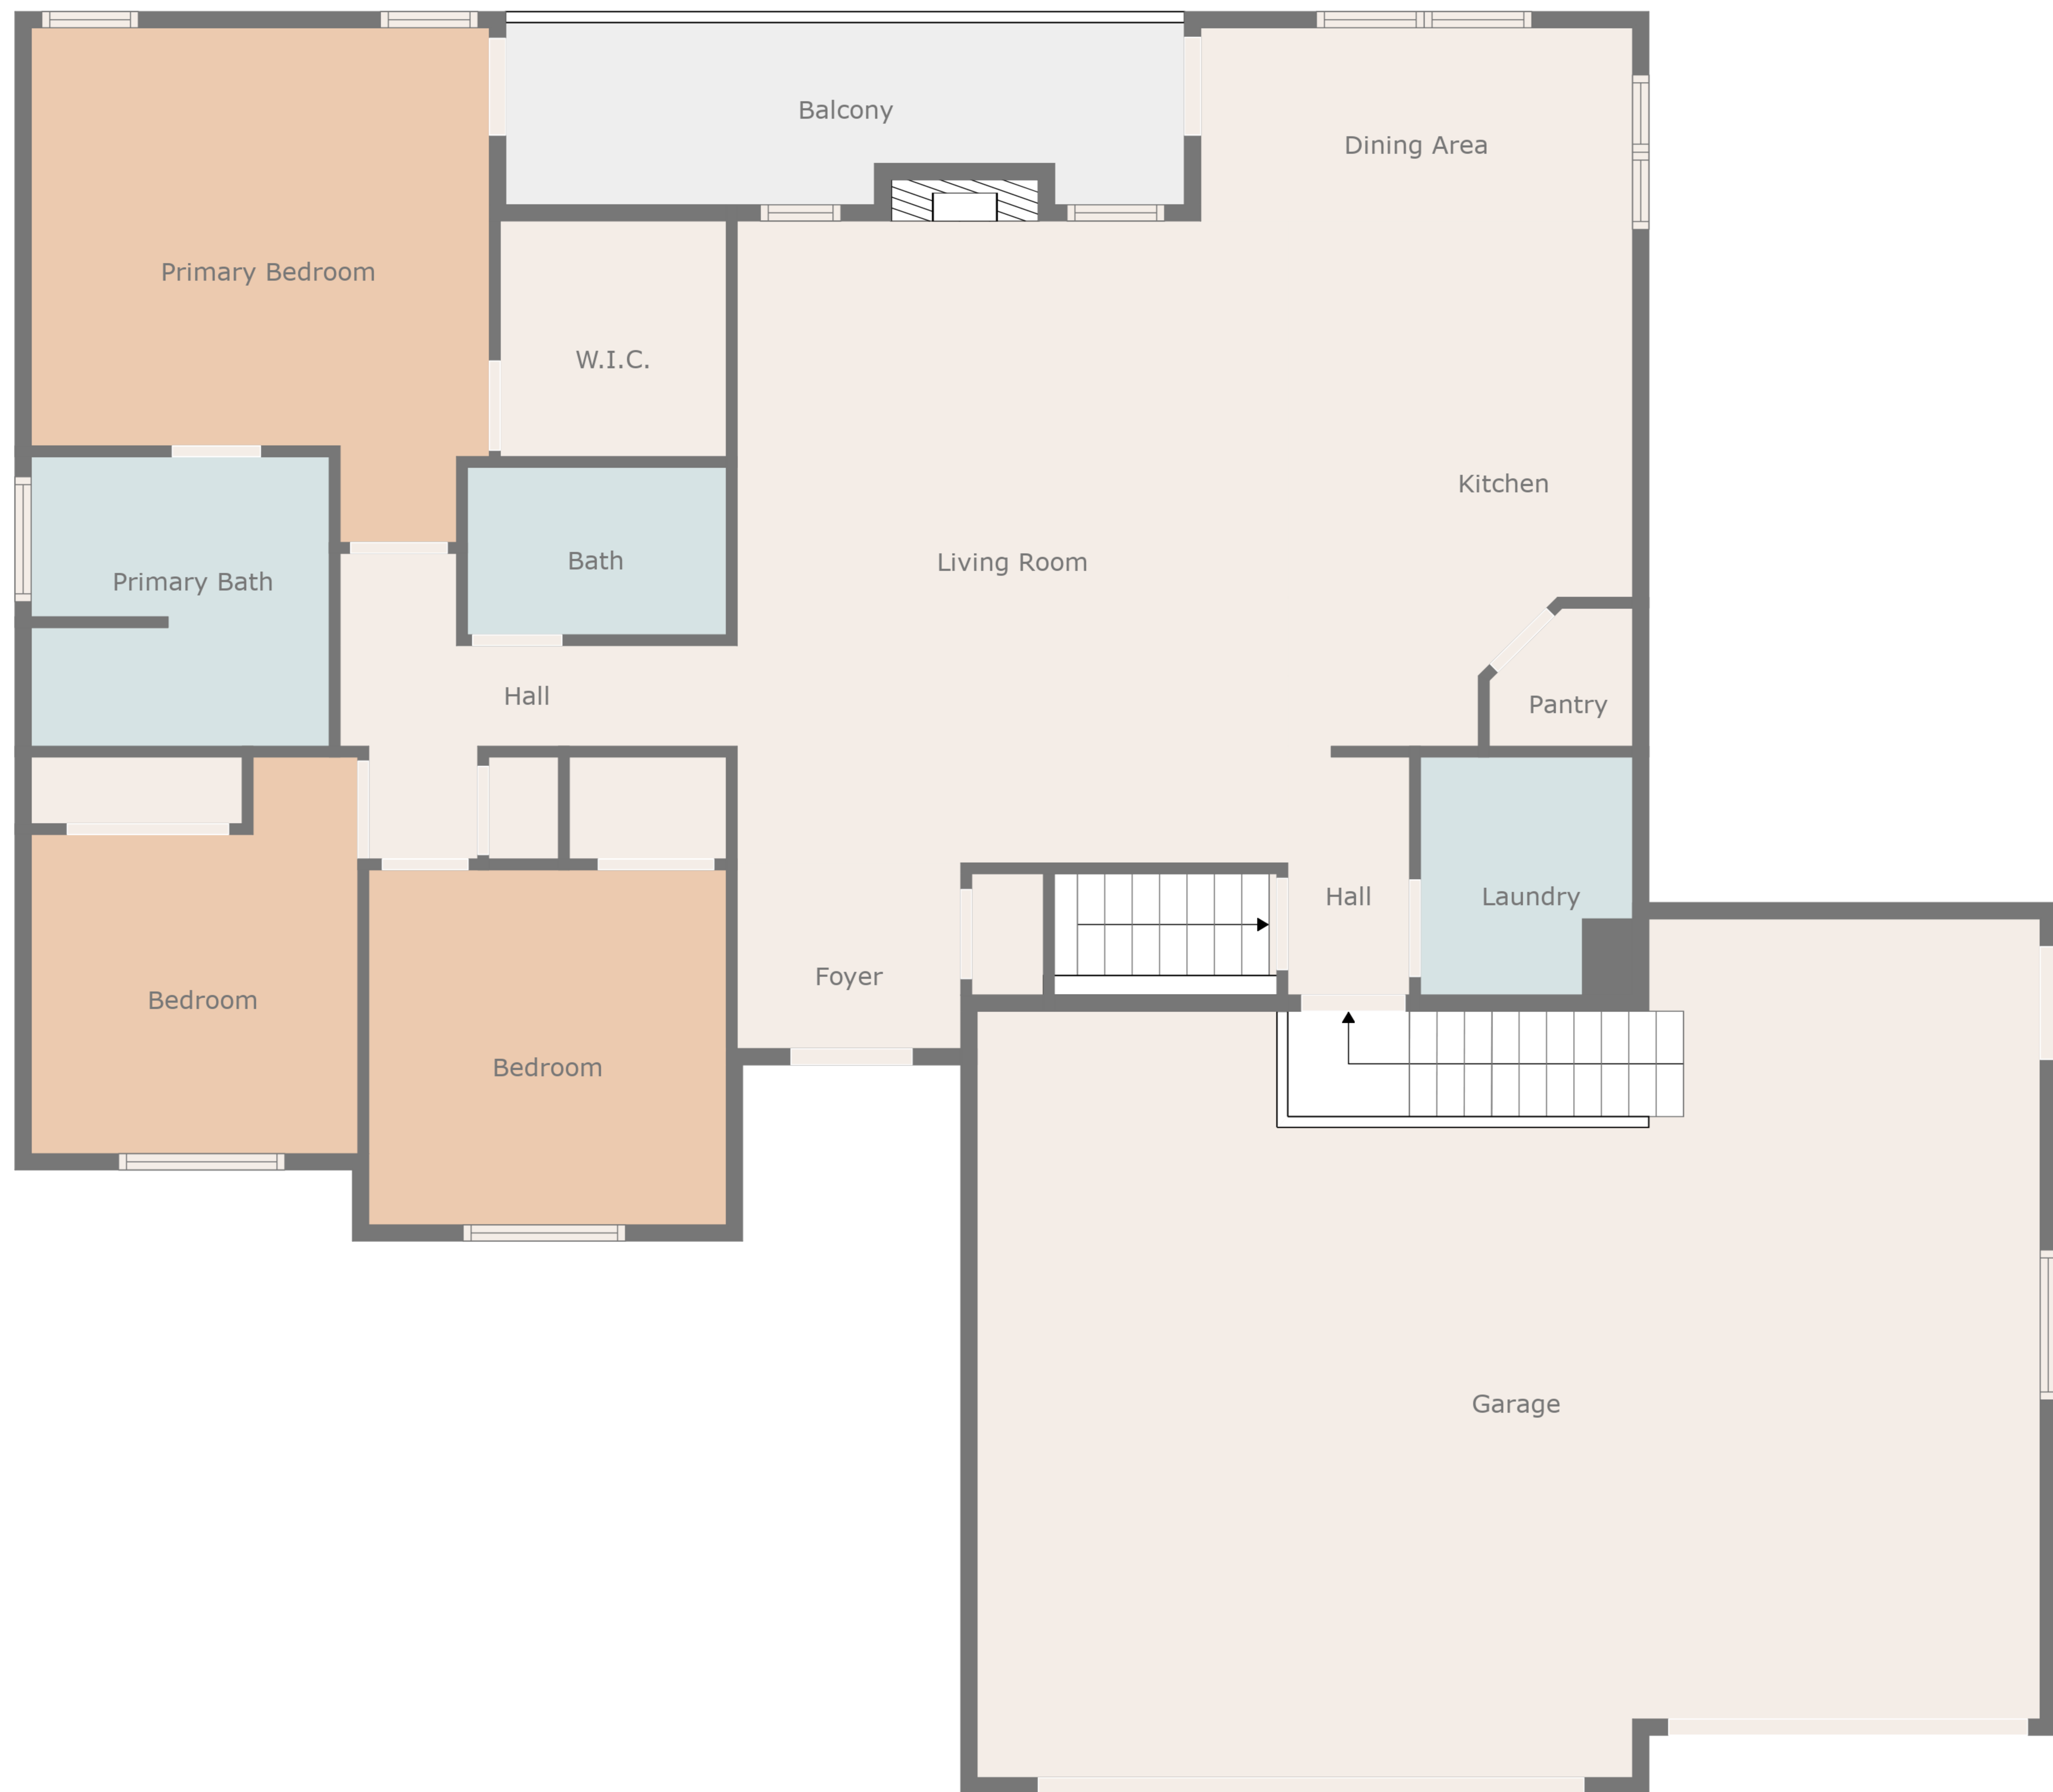 Balcony
Dining Area
Primary Bedroom
W.I.C.
Kitchen
Bath
Living Room
Primary Bath
Hall
Pantry
Hall
Laundry
Foyer
Bedroom
Bedroom
Garage